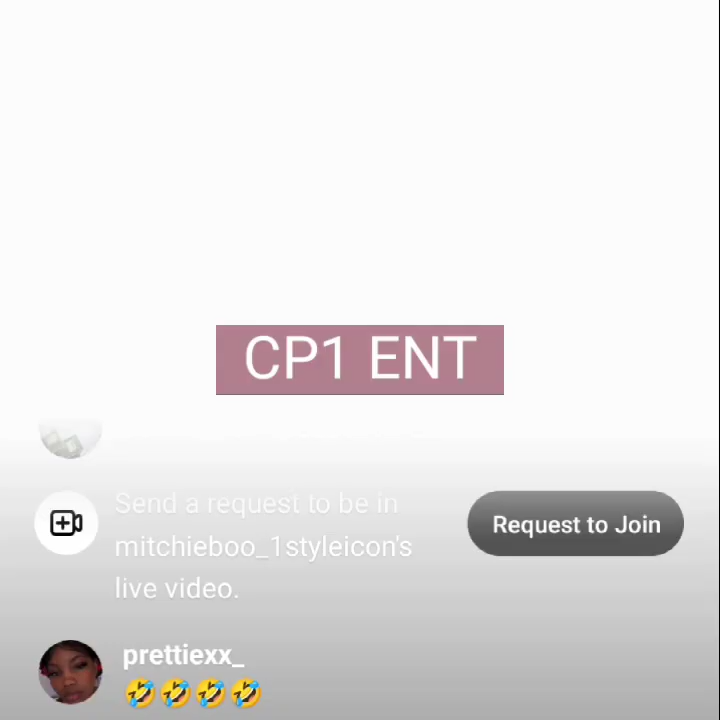 CP1 ENT
Send a request to be in
mitchieboo_1styleicon's
live video.
Request to Join
prettiexx_
🤣🤣🤣🤣